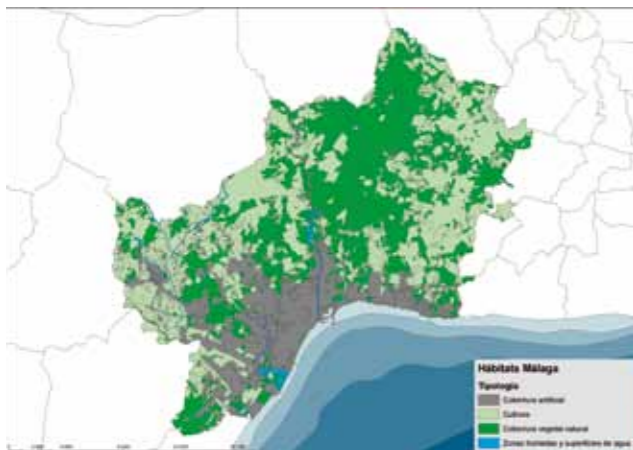 Hábitats Málaga
Tipología
Cobertura artificial
Cultivos
Cobertura vegetal natural
Zonas húmedas y superficies de agua